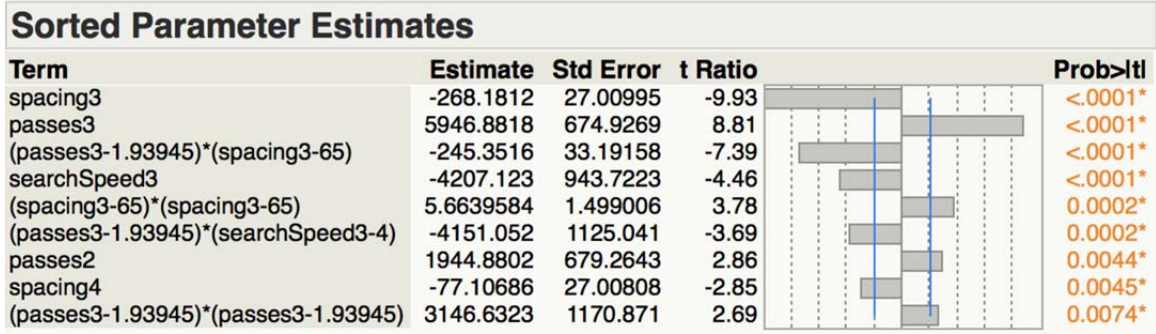 Sorted Parameter Estimates
Term Estimate Std Error t Ratio Prob>|t|
spacing3 -268.1812 27.00995 -9.93 <.0001*
passes3 5946.8818 674.9269 8.81 <.0001*
(passes3-1.93945)*(spacing3-65) -245.3516 33.19158 -7.39 <.0001*
searchSpeed3 -4207.123 943.7223 -4.46 <.0001*
(spacing3-65)*(spacing3-65) 5.6639584 1.499006 3.78 0.0002*
(passes3-1.93945)*(searchSpeed3-4) -4151.052 1125.041 -3.69 0.0002*
passes2 1944.8802 679.2643 2.86 0.0044*
spacing4 -77.10686 27.00808 -2.85 0.0045*
(passes3-1.93945)*(passes3-1.93945) 3146.6323 1170.871 2.69 0.0074*